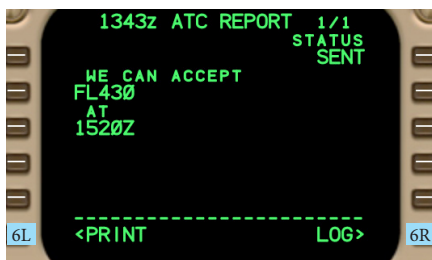 1343z ATC REPORT 1/1
STATUS
SENT
WE CAN ACCEPT
FL430
AT
1520Z
------------------------
<PRINT LOG>
6L 6R